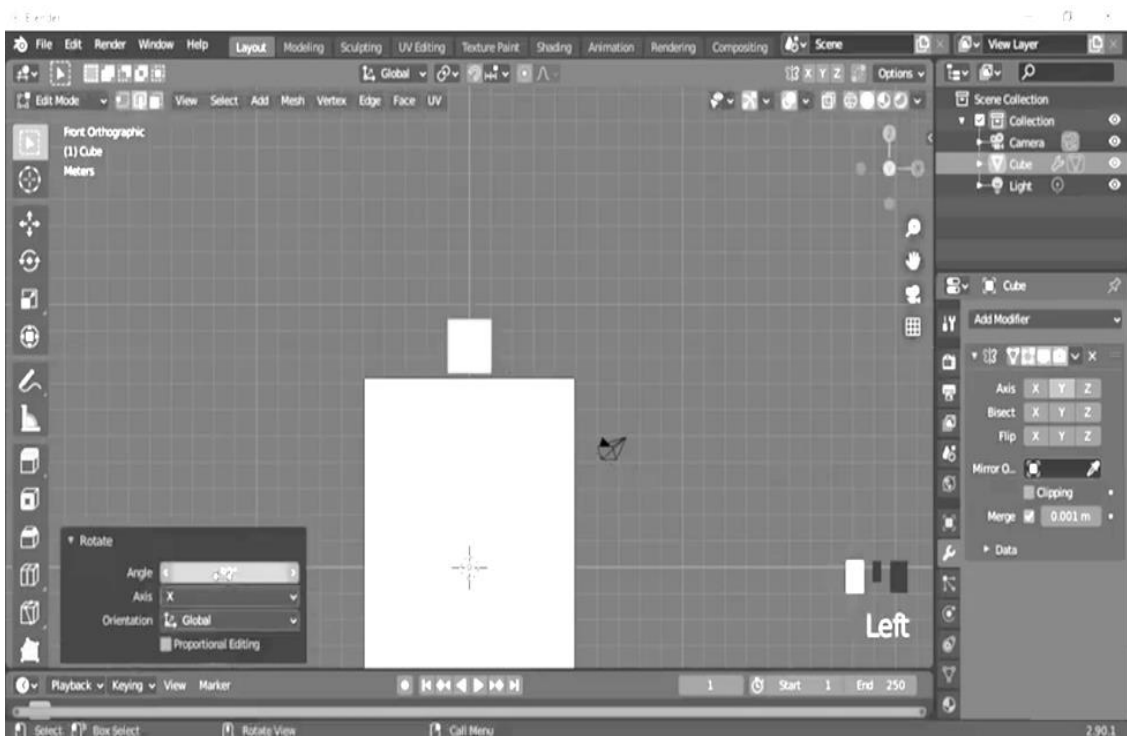 Blender
File Edit Render Window Help Layout Modeling Sculpting UV Editing Texture Paint Shading Animation Rendering Compositing Scene View Layer
Global X Y Z Options
Edit Mode View Select Add Mesh Vertex Edge Face UV
Front Orthographic
(1) Cube
Meters
Scene Collection
Collection
Camera
Cube
Light
Cube
Add Modifier
Axis X Y Z
Bisect X Y Z
Flip X Y Z
Mirror O...
Clipping
Merge 0.001 m
Data
Rotate
Angle
Axis X
Orientation Global
Proportional Editing
Left
Playback Keying View Marker 1 Start 1 End 250
Select Box Select Rotate View Call Menu 2.90.1